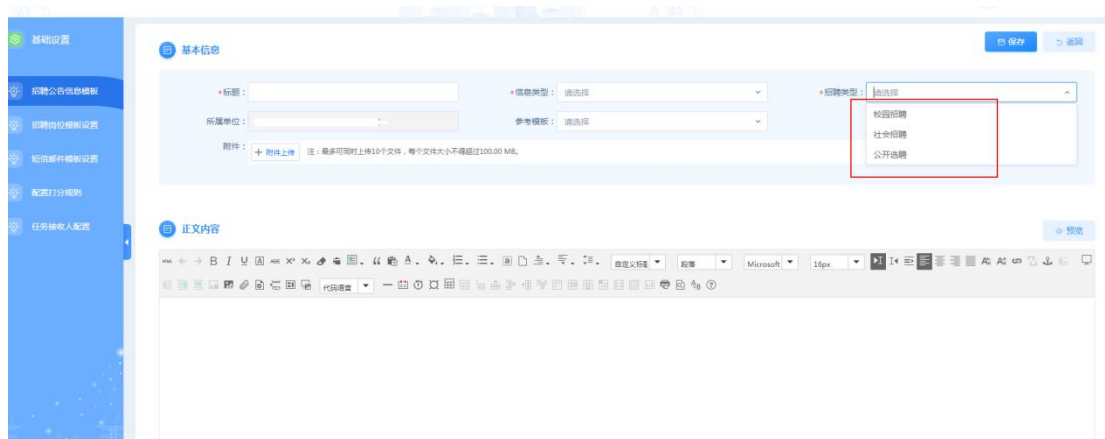 基础设置
招聘公告信息模板
招聘岗位模板设置
短信邮件模板设置
配置打分规则
任务接收人配置
基本信息
保存
返回
*标题：
*信息类型： 请选择
*招聘类型： 请选择
校园招聘
社会招聘
公开选聘
所属单位：
参考模板： 请选择
附件：
+ 附件上传 注：最多可同时上传10个文件，每个文件大小不得超过100.00 MB。
正文内容
预览
HTML
自定义标题
段落
Microsoft
16px
代码语言